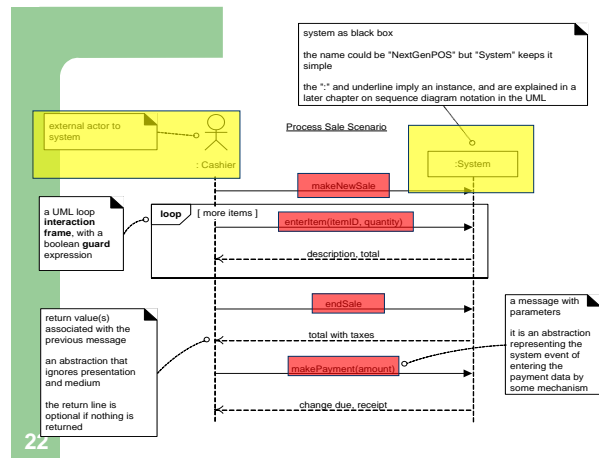 system as black box
the name could be "NextGenPOS" but "System" keeps it
simple
the ":" and underline imply an instance, and are explained in a
later chapter on sequence diagram notation in the UML
external actor to
system
Process Sale Scenario
: Cashier
:System
makeNewSale
a UML loop
interaction
frame, with a
boolean guard
expression
loop
[ more items ]
enterItem(itemID, quantity)
description, total
endSale
return value(s)
associated with the
previous message
an abstraction that
ignores presentation
and medium
the return line is
optional if nothing is
returned
total with taxes
makePayment(amount)
a message with
parameters
it is an abstraction
representing the
system event of
entering the
payment data by
some mechanism
change due, receipt
22